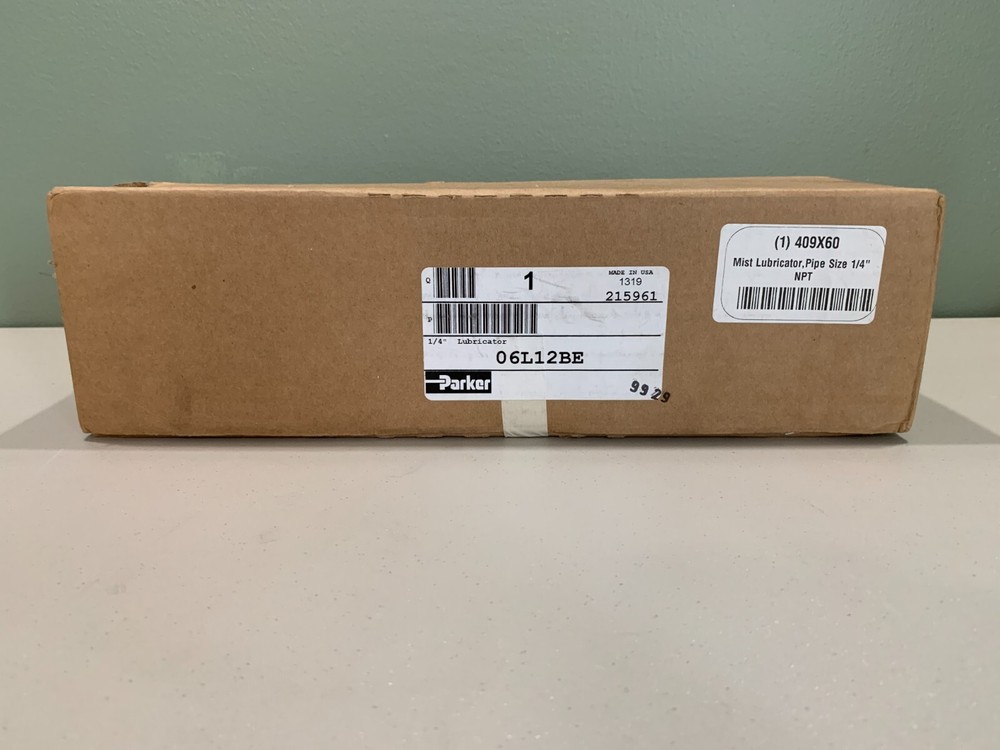 Q
1
MADE IN USA
1319
215961
P
1/4" Lubricator
06L12BE
Parker
9929
(1) 409X60
Mist Lubricator,Pipe Size 1/4"
NPT